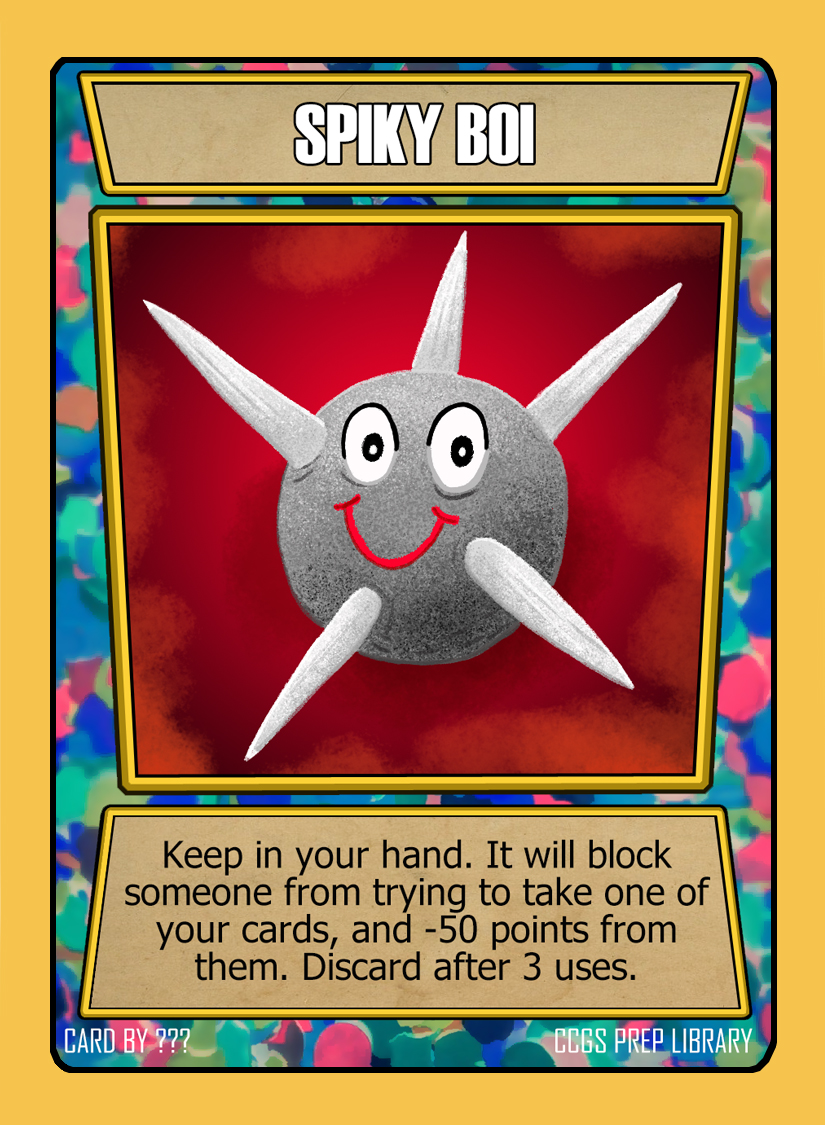 SPIKY BOI
Keep in your hand. It will block
someone from trying to take one of
your cards, and -50 points from
them. Discard after 3 uses.
CARD BY ???
CCGS PREP LIBRARY